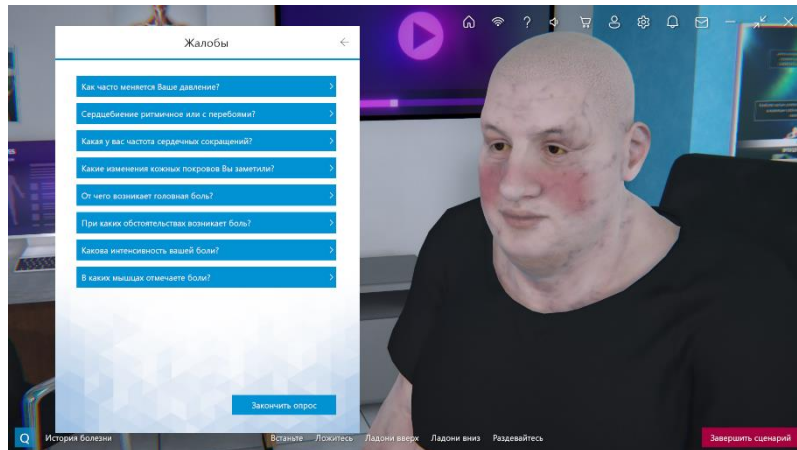 Жалобы
Как часто меняется Ваше давление?
Сердцебиение ритмичное или с перебоями?
Какая у вас частота сердечных сокращений?
Какие изменения кожных покровов Вы заметили?
От чего возникает головная боль?
При каких обстоятельствах возникает боль?
Какова интенсивность вашей боли?
В каких мышцах отмечаете боли?
Закончить опрос
Q История болезни Встаньте Ложитесь Ладони вверх Ладони вниз Раздевайтесь Завершить сценарий